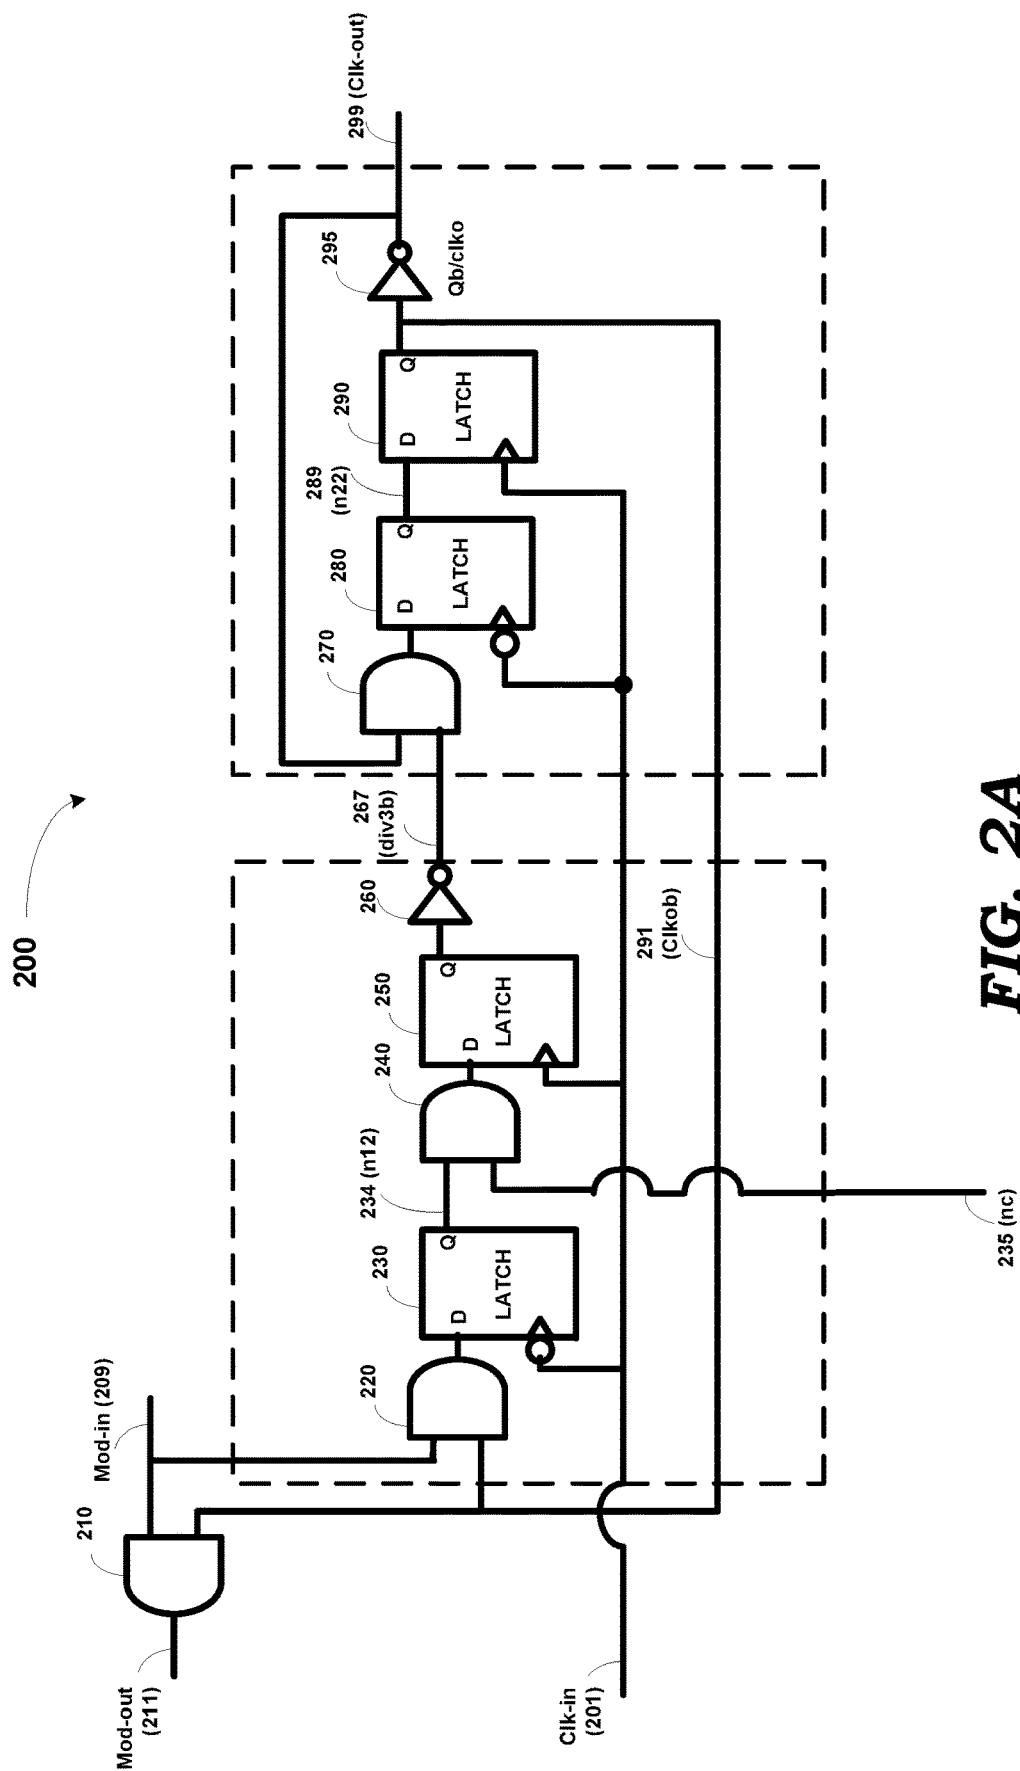 200
Mod-out
(211)
210
Mod-in (209)
220
D
Q
LATCH
230
234 (n12)
235 (nc)
240
D
Q
LATCH
250
260
267
(div3b)
270
D
Q
LATCH
280
289
(n22)
D
Q
LATCH
290
295
Qb/clko
299 (Clk-out)
Clk-in
(201)
291
(Clkob)
FIG. 2A